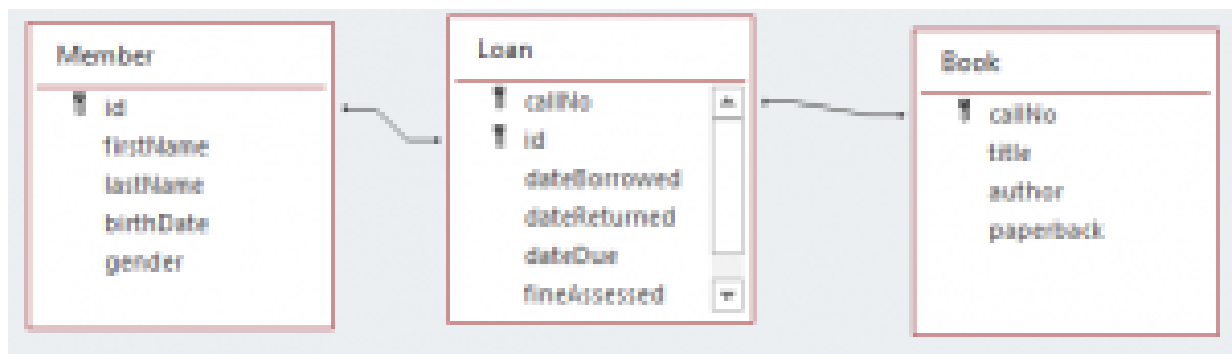 Member
id
firstName
lastName
birthDate
gender
Loan
callNo
id
dateBorrowed
dateReturned
dateDue
fineAssessed
Book
callNo
title
author
paperback